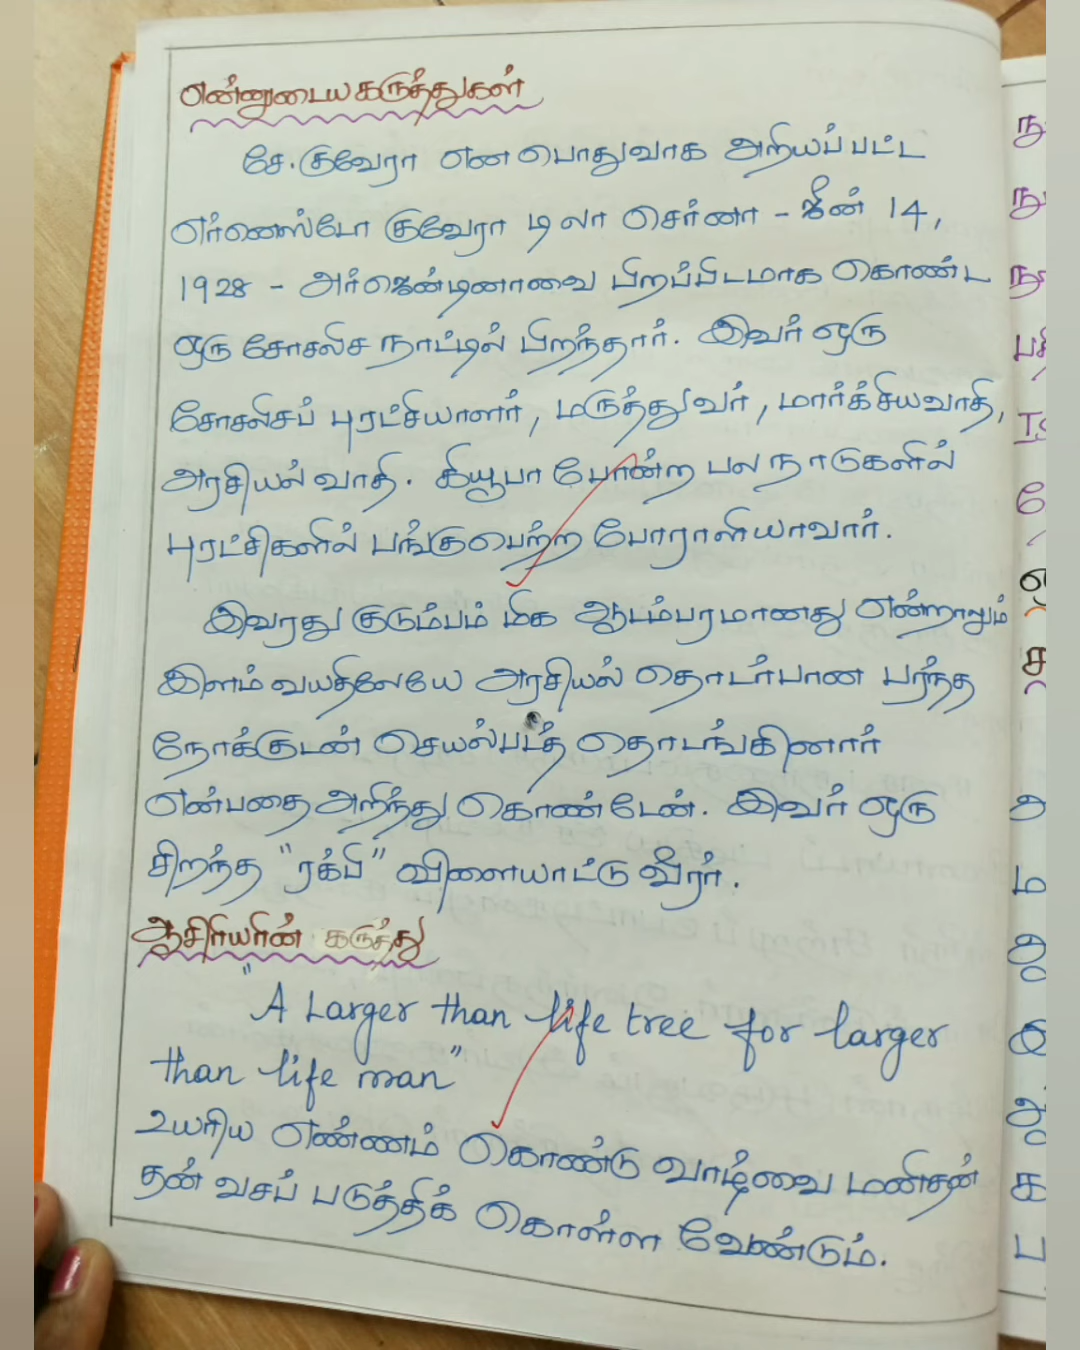 என்னுடைய கருத்துகள்
சே.குவேரா என பொதுவாக அறியப்பட்ட
எர்ணெஸ்டோ குவேரா டி லா செர்னா - ஜீன் 14,
1928 - அர்ஜென்டினாவை பிறப்பிடமாக கொண்ட
ஒரு சோசலிச நாட்டில் பிறந்தார். இவர் ஒரு
சோசலிசப் புரட்சியாளர், மருத்துவர், மார்க்சியவாதி,
அரசியல் வாதி. கியூபா போன்ற பல நாடுகளில்
புரட்சிகளில் பங்குபெற்ற போராளியாவார்.
இவரது குடும்பம் மிக ஆடம்பரமானது என்றாலும்
இளம் வயதிலேயே அரசியல் தொடர்பான பரந்த
நோக்குடன் செயல்படத் தொடங்கினார்
என்பதை அறிந்து கொண்டேன். இவர் ஒரு
சிறந்த "ரக்பி" விளையாட்டு வீரர்.
ஆசிரியரின் கருத்து
"A Larger than life tree for larger
than life man"
உயரிய எண்ணம் கொண்டு வாழ்வை மனிதன்
தன் வசப் படுத்திக் கொள்ள வேண்டும்.